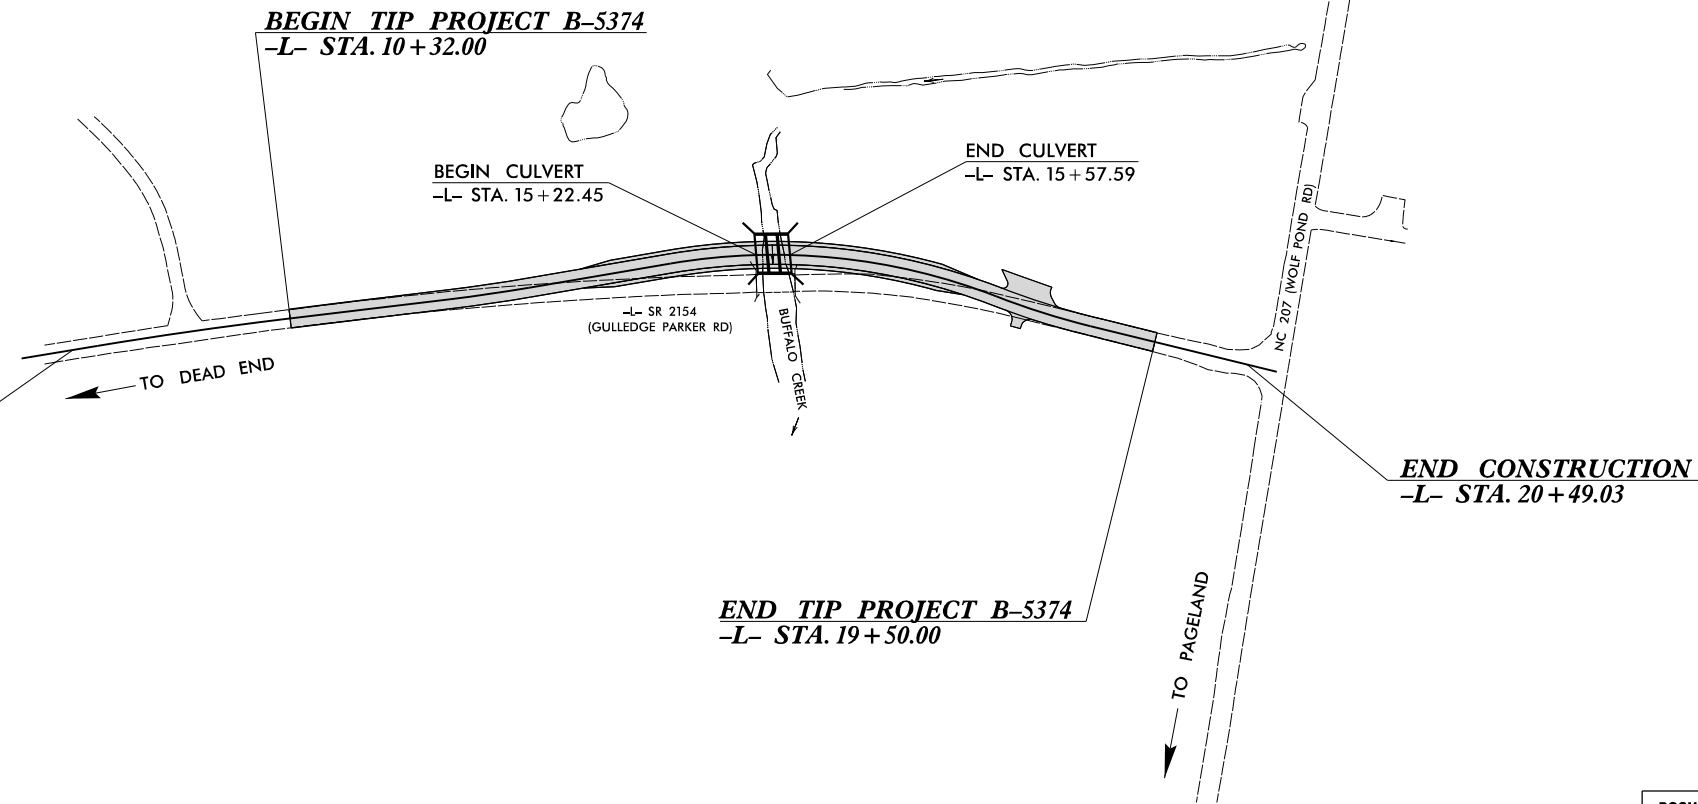 BEGIN TIP PROJECT B–5374
–L– STA. 10+32.00
BEGIN CULVERT
–L– STA. 15+22.45
END CULVERT
–L– STA. 15+57.59
NC 207 (WOLF POND RD)
–L– SR 2154
(GULLEDGE PARKER RD)
BUFFALO CREEK
TO DEAD END
END CONSTRUCTION
–L– STA. 20+49.03
END TIP PROJECT B–5374
–L– STA. 19+50.00
TO PAGELAND